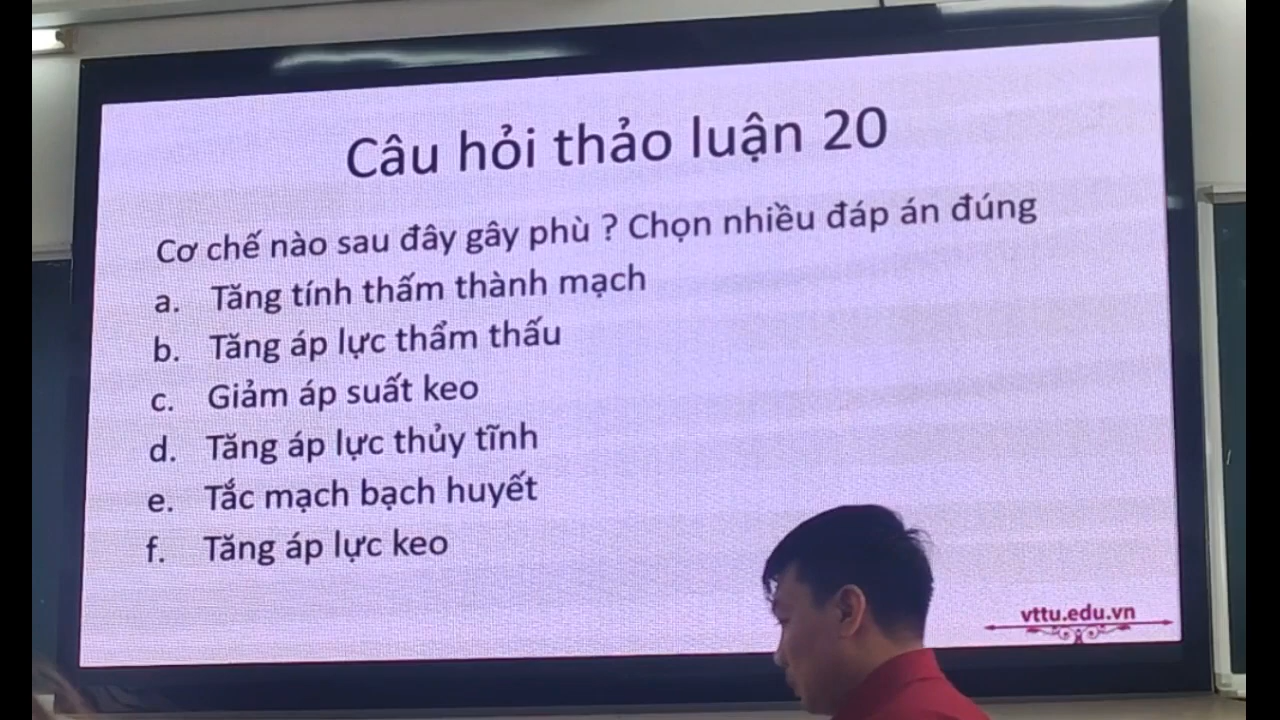 Câu hỏi thảo luận 20
Cơ chế nào sau đây gây phù ? Chọn nhiều đáp án đúng
a. Tăng tính thấm thành mạch
b. Tăng áp lực thẩm thấu
c. Giảm áp suất keo
d. Tăng áp lực thủy tĩnh
e. Tắc mạch bạch huyết
f. Tăng áp lực keo
vttu.edu.vn